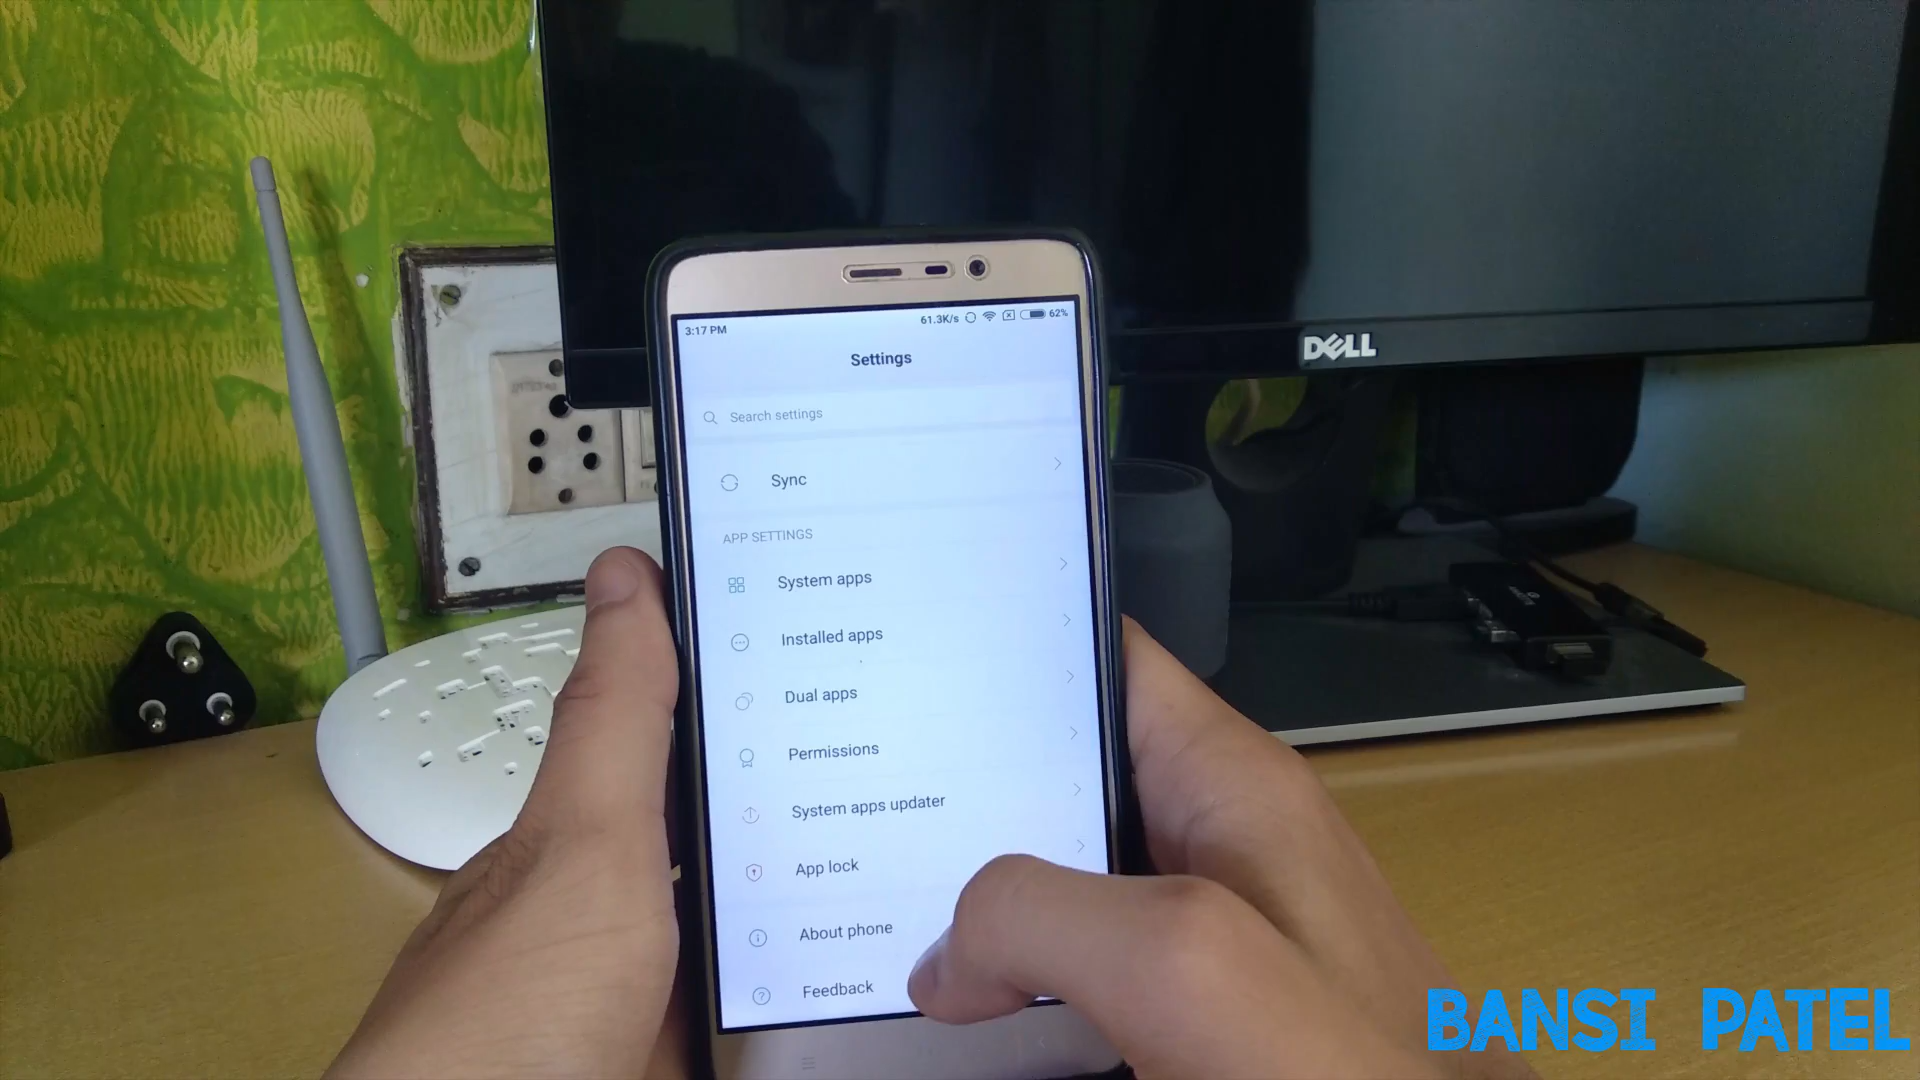 3:17 PM 61.3K/s 62%
Settings
Search settings
Sync
APP SETTINGS
System apps
Installed apps
Dual apps
Permissions
System apps updater
App lock
About phone
Feedback
DELL
BANSI PATEL